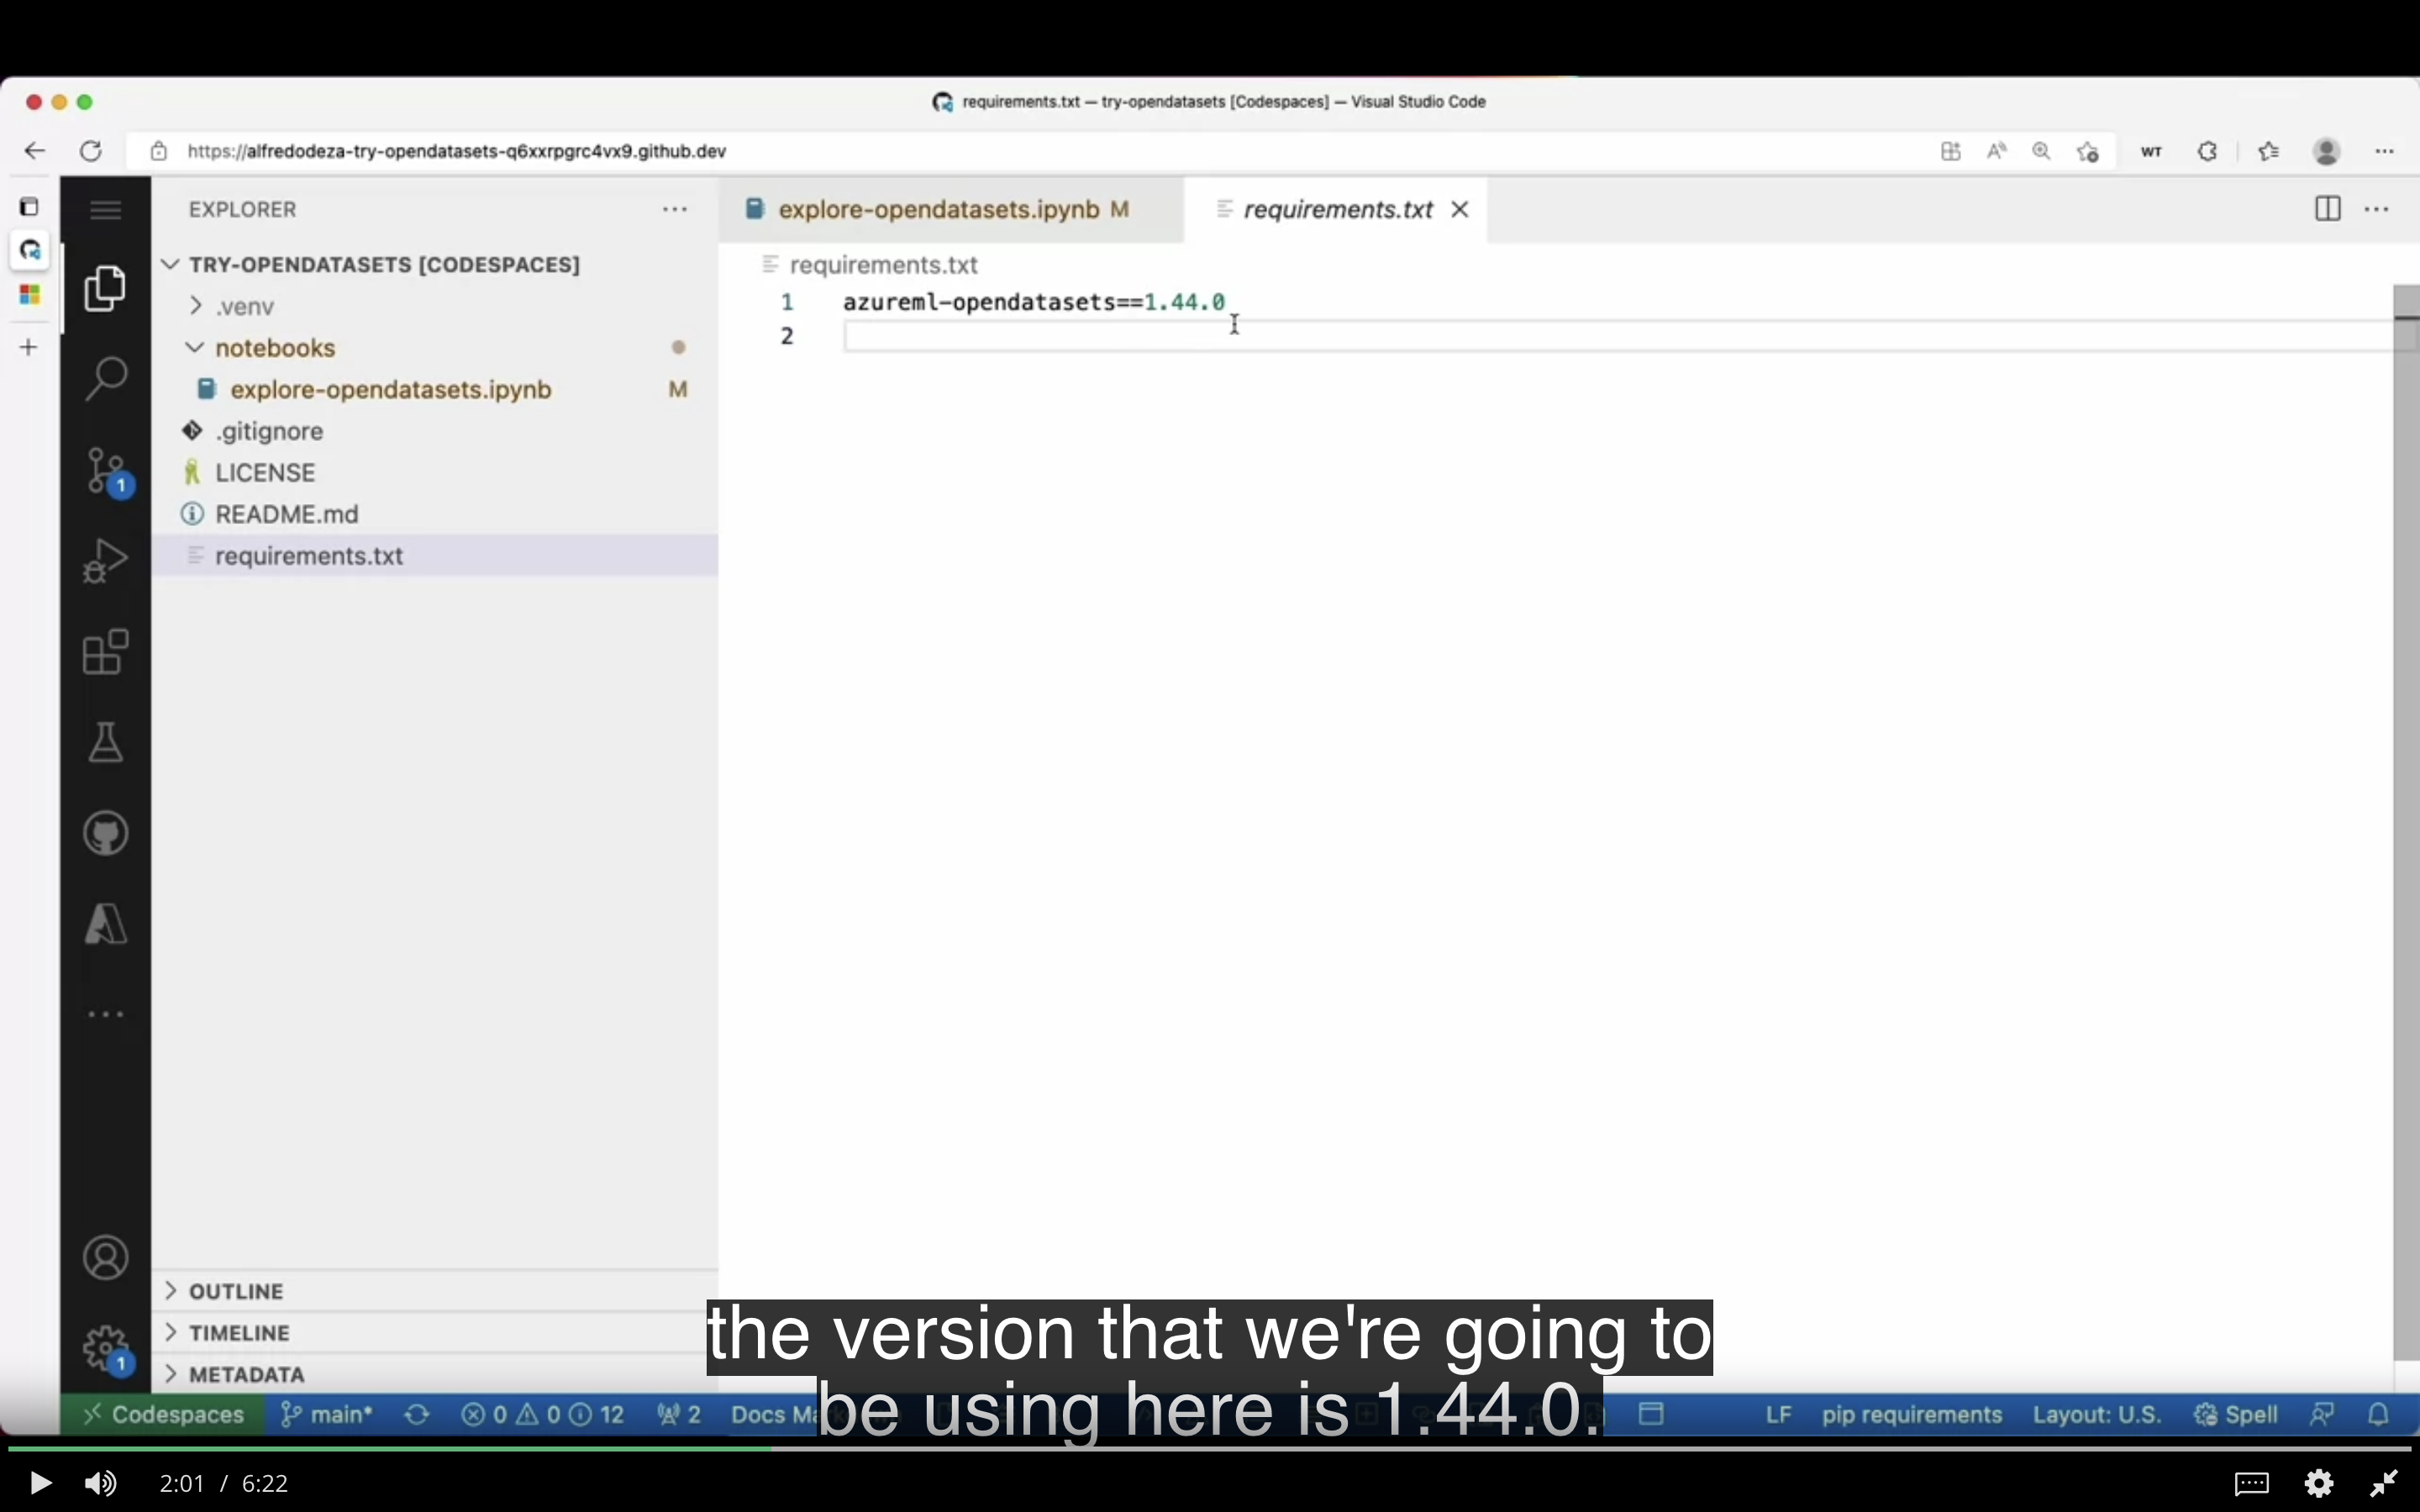 requirements.txt — try-opendatasets [Codespaces] — Visual Studio Code
https://alfredodeza-try-opendatasets-q6xxrpgrc4vx9.github.dev
WT
EXPLORER
explore-opendatasets.ipynb M
requirements.txt
TRY-OPENDATASETS [CODESPACES]
requirements.txt
.venv
1 azureml-opendatasets==1.44.0
2
notebooks
explore-opendatasets.ipynb M
.gitignore
LICENSE
1
README.md
requirements.txt
OUTLINE
TIMELINE
1
METADATA
the version that we're going to
be using here is 1.44.0.
Codespaces main* 0 0 12 2 Docs LF pip requirements Layout: U.S. Spell
2:01 / 6:22